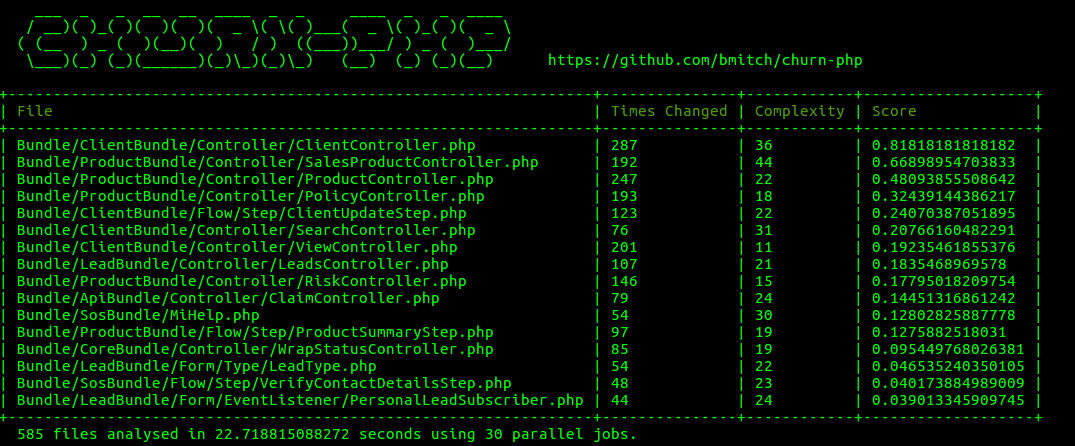 CHURN-PHP
https://github.com/bmitch/churn-php
File | Times Changed | Complexity | Score
Bundle/ClientBundle/Controller/ClientController.php | 287 | 36 | 0.81818181818182
Bundle/ProductBundle/Controller/SalesProductController.php | 192 | 44 | 0.66898954703833
Bundle/ProductBundle/Controller/ProductController.php | 247 | 22 | 0.48093855508642
Bundle/ProductBundle/Controller/PolicyController.php | 193 | 18 | 0.32439144386217
Bundle/ClientBundle/Flow/Step/ClientUpdateStep.php | 123 | 22 | 0.24070387051895
Bundle/ClientBundle/Controller/SearchController.php | 76 | 31 | 0.20766160482291
Bundle/ClientBundle/Controller/ViewController.php | 201 | 11 | 0.19235461855376
Bundle/LeadBundle/Controller/LeadsController.php | 107 | 21 | 0.1835468969578
Bundle/ProductBundle/Controller/RiskController.php | 146 | 15 | 0.17795018209754
Bundle/ApiBundle/Controller/ClaimController.php | 79 | 24 | 0.14451316861242
Bundle/SosBundle/MiHelp.php | 54 | 30 | 0.12802825887778
Bundle/ProductBundle/Flow/Step/ProductSummaryStep.php | 97 | 19 | 0.1275882518031
Bundle/CoreBundle/Controller/WrapStatusController.php | 85 | 19 | 0.095449768026381
Bundle/LeadBundle/Form/Type/LeadType.php | 54 | 22 | 0.046535240350105
Bundle/SosBundle/Flow/Step/VerifyContactDetailsStep.php | 48 | 23 | 0.040173884989009
Bundle/LeadBundle/Form/EventListener/PersonalLeadSubscriber.php | 44 | 24 | 0.039013345909745
585 files analysed in 22.718815088272 seconds using 30 parallel jobs.